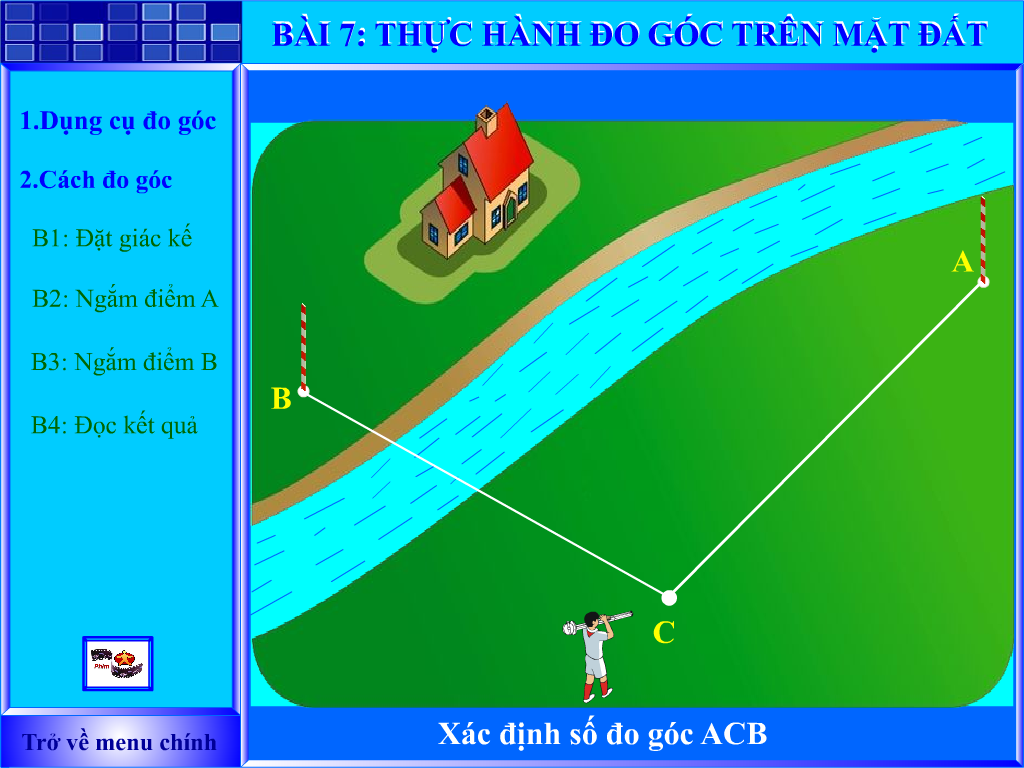 BÀI 7: THỰC HÀNH ĐO GÓC TRÊN MẶT ĐẤT
1.Dụng cụ đo góc
2.Cách đo góc
B1: Đặt giác kế
B2: Ngắm điểm A
B3: Ngắm điểm B
B4: Đọc kết quả
Phim
Trở về menu chính
A
B
C
Xác định số đo góc ACB